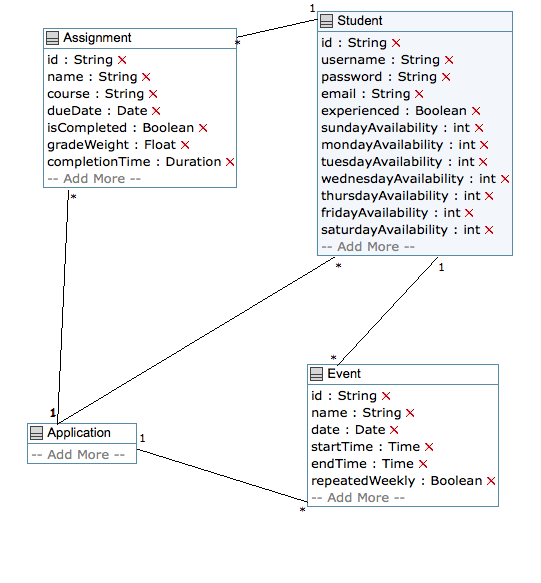 Assignment
id : String
name : String
course : String
dueDate : Date
isCompleted : Boolean
gradeWeight : Float
completionTime : Duration
-- Add More --
*
*
1
Student
id : String
username : String
password : String
email : String
experienced : Boolean
sundayAvailability : int
mondayAvailability : int
tuesdayAvailability : int
wednesdayAvailability : int
thursdayAvailability : int
fridayAvailability : int
saturdayAvailability : int
-- Add More --
*
1
*
Event
id : String
name : String
date : Date
startTime : Time
endTime : Time
repeatedWeekly : Boolean
-- Add More --
*
1
Application
-- Add More --
1